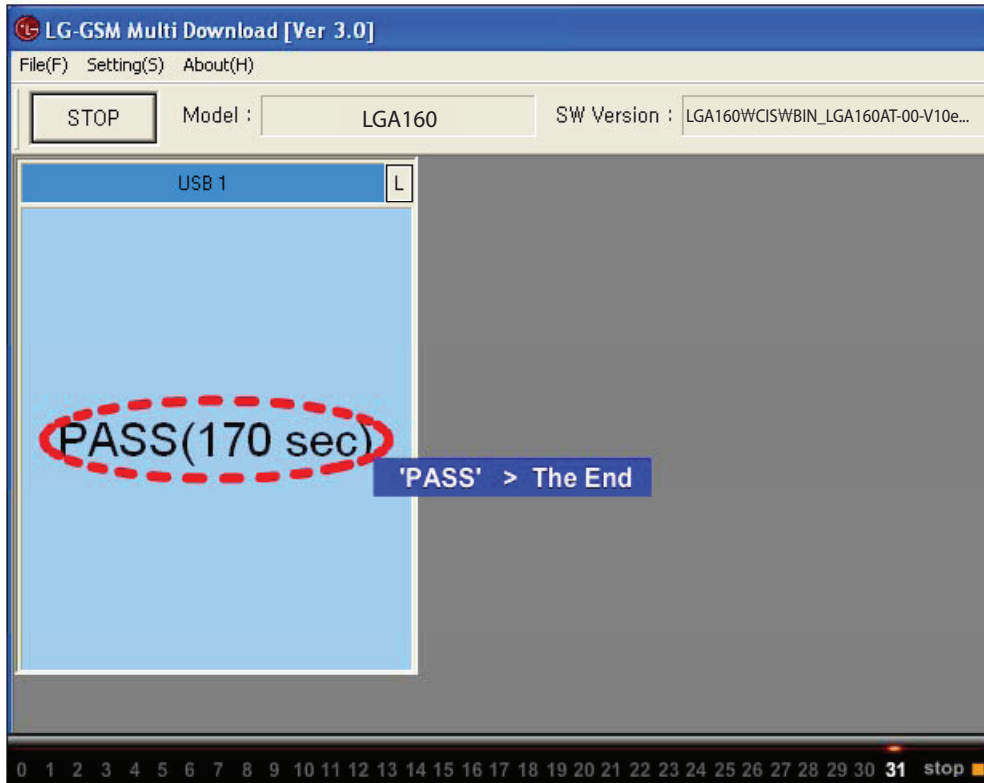 LG-GSM Multi Download [Ver 3.0]
File(F) Setting(S) About(H)
STOP Model : LGA160 SW Version : LGA160₩CIS₩BIN_LGA160AT-00-V10e...
USB 1 L
PASS(170 sec)
'PASS' > The End
0 1 2 3 4 5 6 7 8 9 10 11 12 13 14 15 16 17 18 19 20 21 22 23 24 25 26 27 28 29 30 31 stop